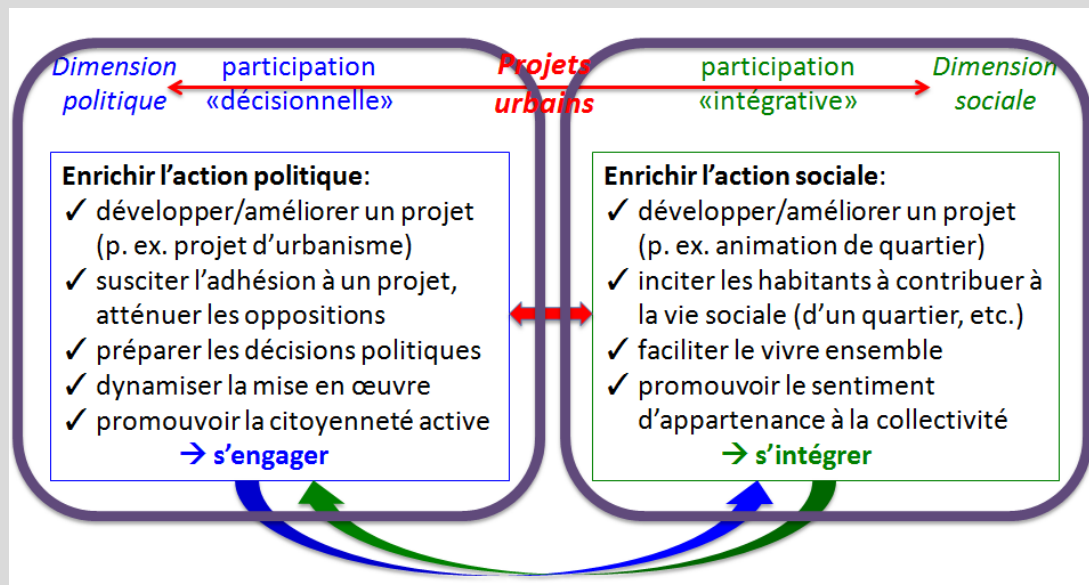 Dimension politique
participation «décisionnelle»
Projets urbains
participation «intégrative»
Dimension sociale
Enrichir l’action politique:
✓ développer/améliorer un projet
(p. ex. projet d’urbanisme)
✓ susciter l’adhésion à un projet,
atténuer les oppositions
✓ préparer les décisions politiques
✓ dynamiser la mise en œuvre
✓ promouvoir la citoyenneté active
→ s’engager
Enrichir l’action sociale:
✓ développer/améliorer un projet
(p. ex. animation de quartier)
✓ inciter les habitants à contribuer à
la vie sociale (d’un quartier, etc.)
✓ faciliter le vivre ensemble
✓ promouvoir le sentiment
d’appartenance à la collectivité
→ s’intégrer